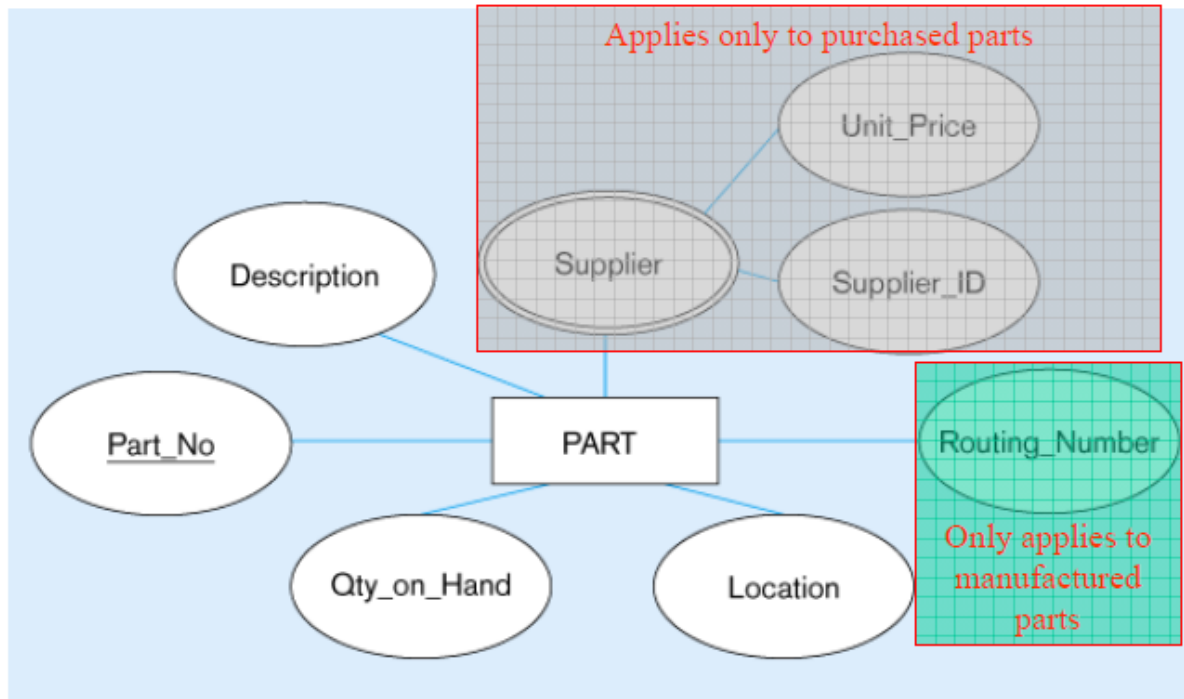 Applies only to purchased parts
Unit_Price
Supplier
Supplier_ID
Description
Part_No
PART
Routing_Number
Qty_on_Hand
Location
Only applies to
manufactured
parts